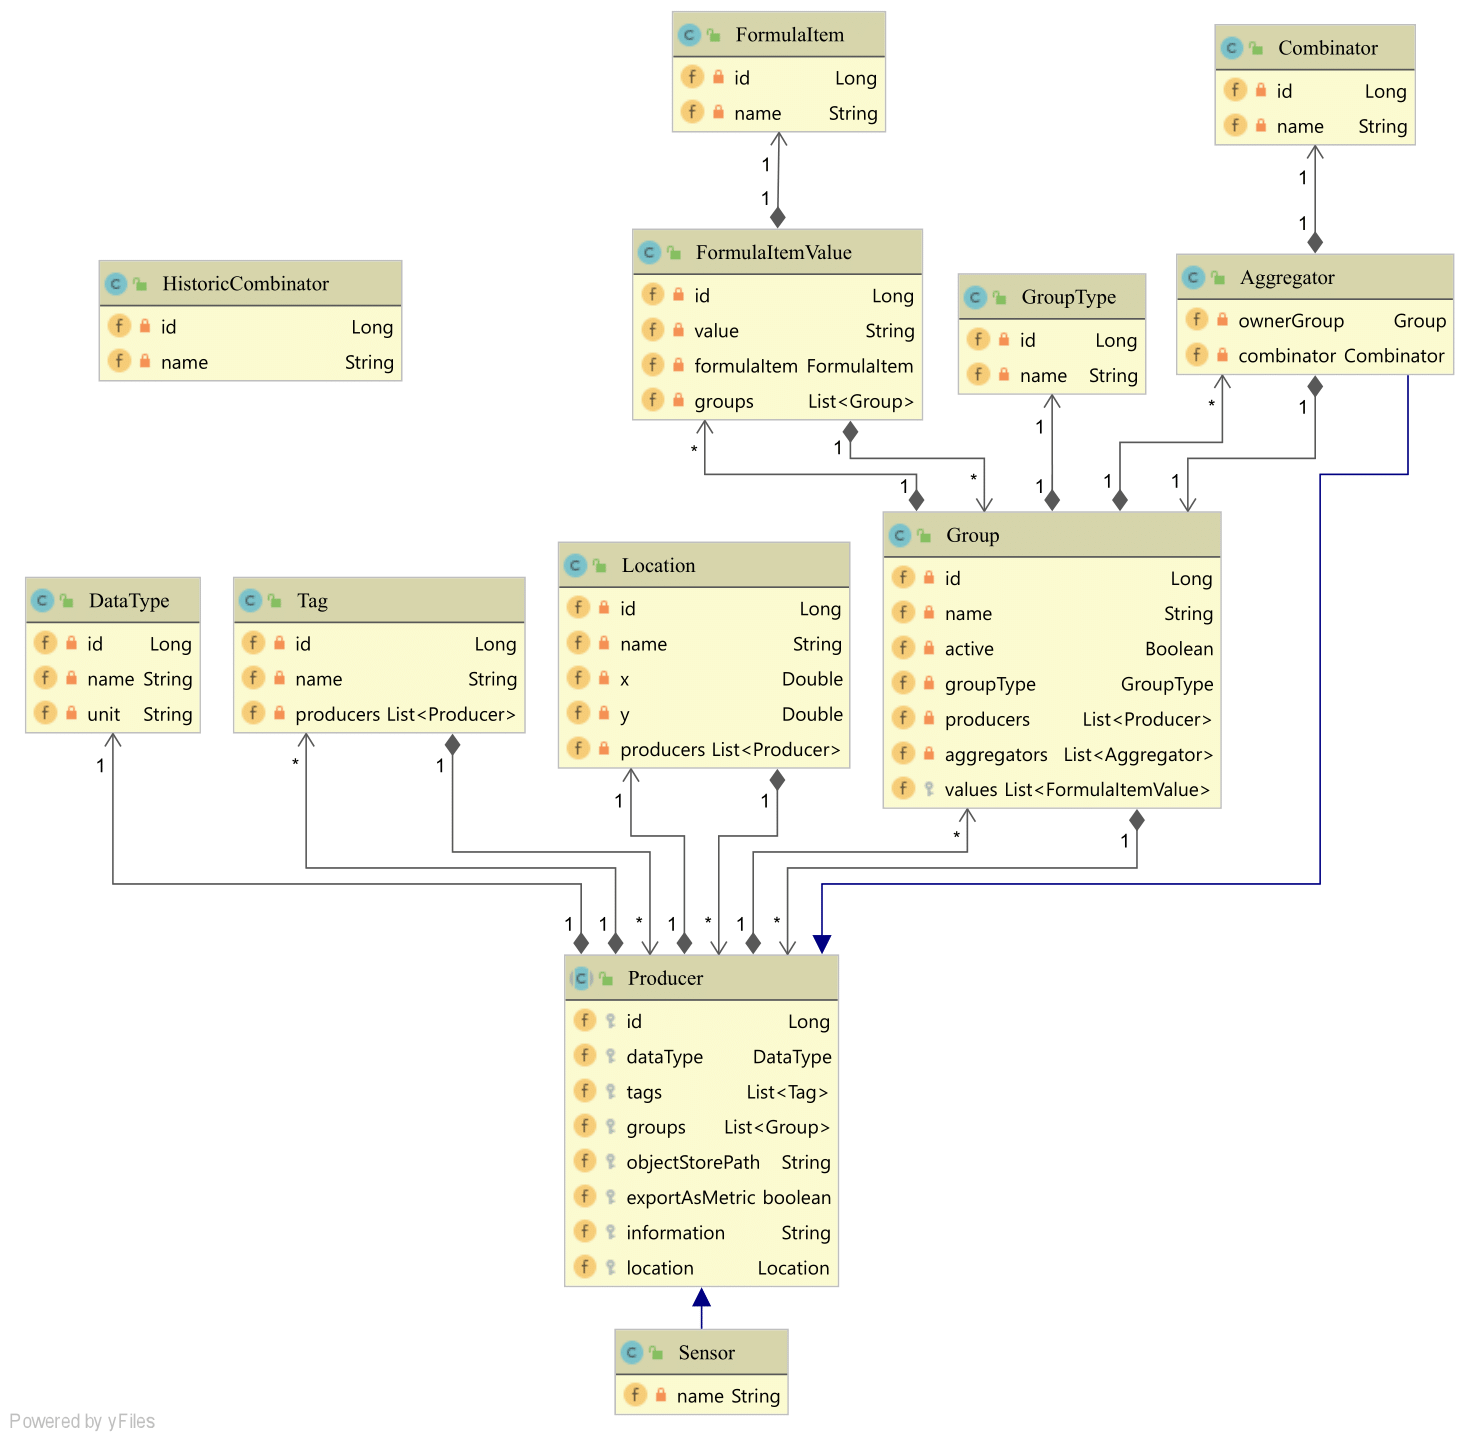 FormulaItem
id Long
name String
Combinator
id Long
name String
1
1
1
1
HistoricCombinator
id Long
name String
FormulaItemValue
id Long
value String
formulaItem FormulaItem
groups List<Group>
GroupType
id Long
name String
Aggregator
ownerGroup Group
combinator Combinator
* 1 1 * 1
1 * 1 1 1
Group
id Long
name String
active Boolean
groupType GroupType
producers List<Producer>
aggregators List<Aggregator>
values List<FormulaItemValue>
Location
id Long
name String
x Double
y Double
producers List<Producer>
DataType
id Long
name String
unit String
Tag
id Long
name String
producers List<Producer>
1 * 1 1 1 * 1
1 1 * 1 * 1 *
Producer
id Long
dataType DataType
tags List<Tag>
groups List<Group>
objectStorePath String
exportAsMetric boolean
information String
location Location
Sensor
name String
Powered by yFiles